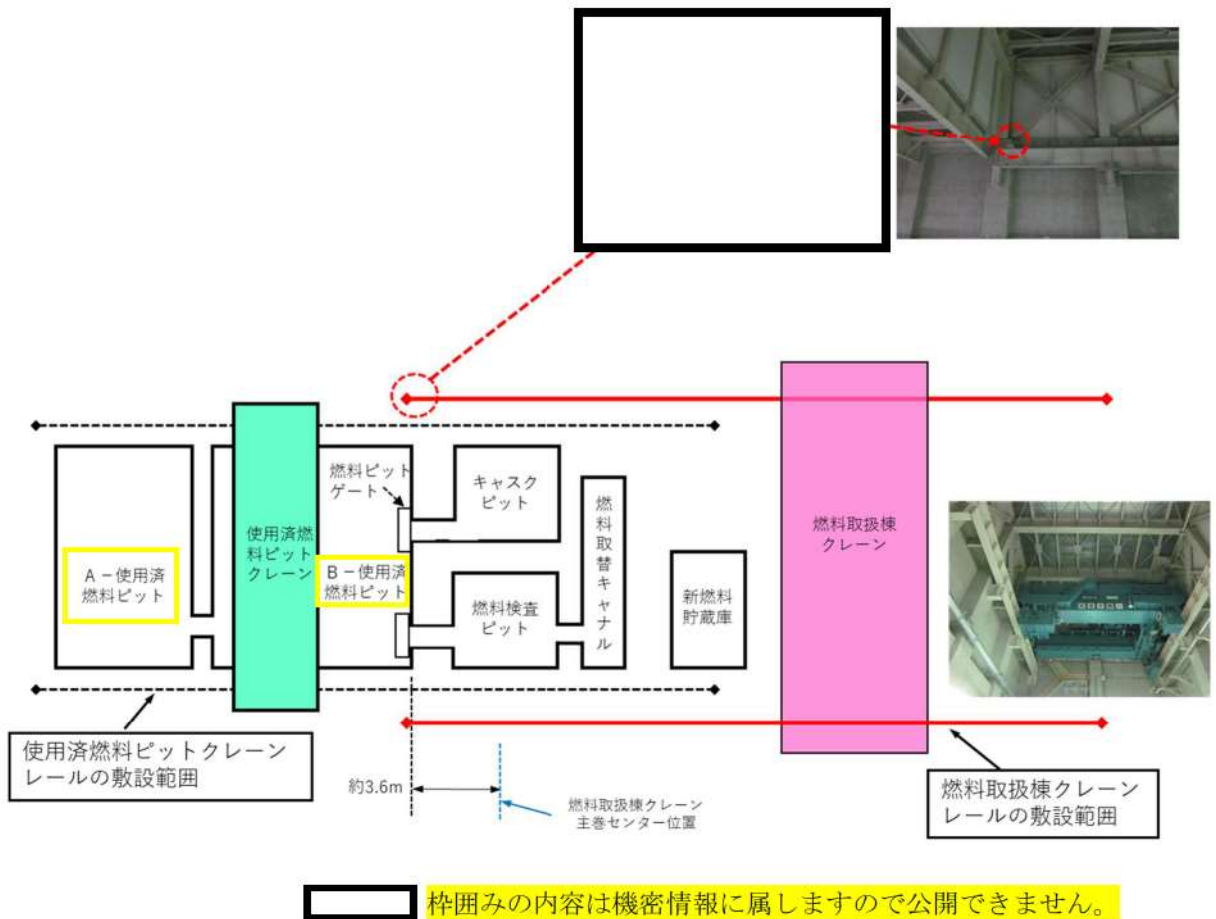 燃料ピット
ゲート
キャスク
ピット
燃料取替キャナル
使用済燃
料ピット
クレーン
燃料取扱棟
クレーン
A－使用済
燃料ピット
B－使用済
燃料ピット
燃料検査
ピット
新燃料
貯蔵庫
使用済燃料ピットクレーン
レールの敷設範囲
約3.6m
燃料取扱棟クレーン
主巻センター位置
燃料取扱棟クレーン
レールの敷設範囲
枠囲みの内容は機密情報に属しますので公開できません。